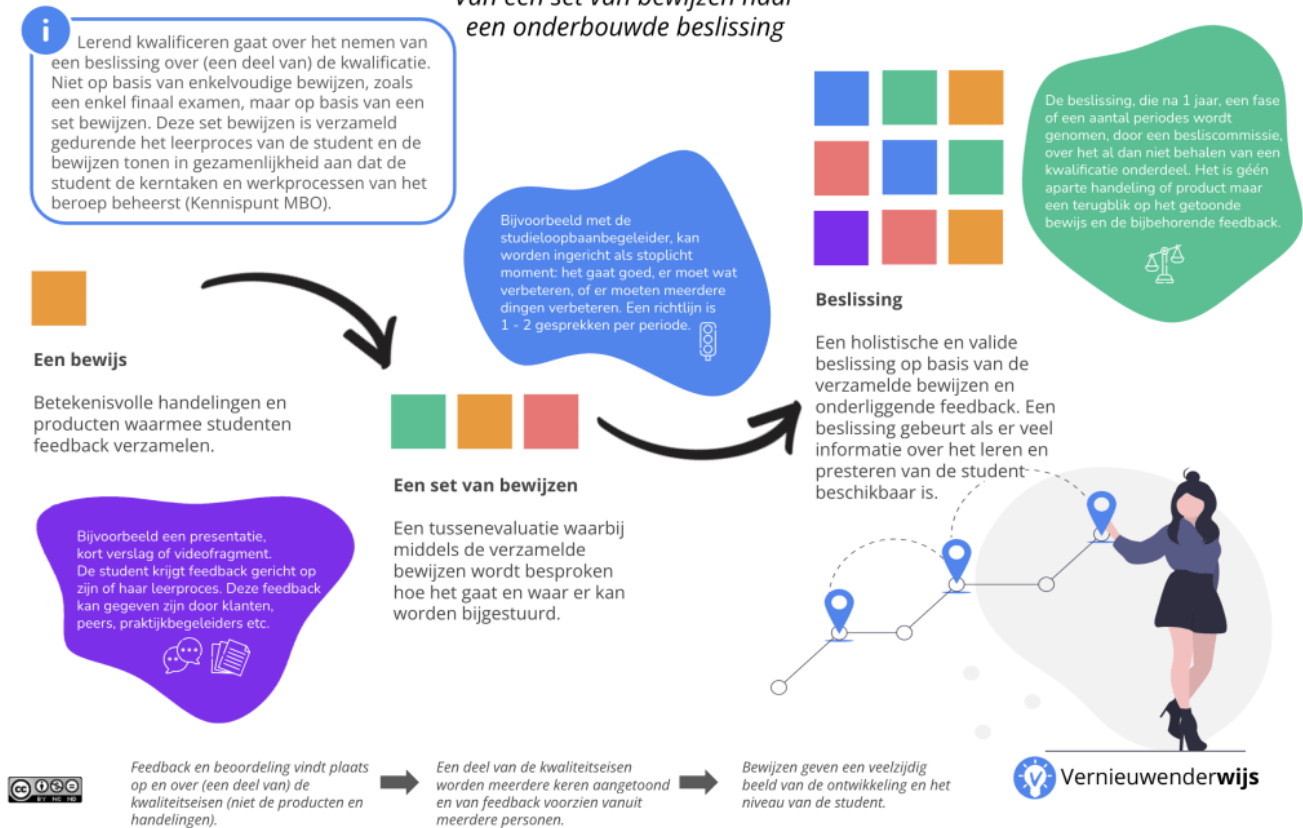 Van een set van bewijzen naar
een onderbouwde beslissing
i
Lerend kwalificeren gaat over het nemen van
een beslissing over (een deel van) de kwalificatie.
Niet op basis van enkelvoudige bewijzen, zoals
een enkel finaal examen, maar op basis van een
set bewijzen. Deze set bewijzen is verzameld
gedurende het leerproces van de student en de
bewijzen tonen in gezamenlijkheid aan dat de
student de kerntaken en werkprocessen van het
beroep beheerst (Kennispunt MBO).
Een bewijs
Betekenisvolle handelingen en
producten waarmee studenten
feedback verzamelen.
Bijvoorbeeld een presentatie,
kort verslag of videofragment.
De student krijgt feedback gericht op
zijn of haar leerproces. Deze feedback
kan gegeven zijn door klanten,
peers, praktijkbegeleiders etc.
Bijvoorbeeld met de
studieloopbaanbegeleider, kan
worden ingericht als stoplicht
moment: het gaat goed, er moet wat
verbeteren, of er moeten meerdere
dingen verbeteren. Een richtlijn is
1 - 2 gesprekken per periode.
Een set van bewijzen
Een tussenevaluatie waarbij
middels de verzamelde
bewijzen wordt besproken
hoe het gaat en waar er kan
worden bijgestuurd.
De beslissing, die na 1 jaar, een fase
of een aantal periodes wordt
genomen, door een besliscommissie,
over het al dan niet behalen van een
kwalificatie onderdeel. Het is géén
aparte handeling of product maar
een terugblik op het getoonde
bewijs en de bijbehorende feedback.
Beslissing
Een holistische en valide
beslissing op basis van de
verzamelde bewijzen en
onderliggende feedback. Een
beslissing gebeurt als er veel
informatie over het leren en
presteren van de student
beschikbaar is.
cc
BY NC ND
Feedback en beoordeling vindt plaats
op en over (een deel van) de
kwaliteitseisen (niet de producten en
handelingen).
Een deel van de kwaliteitseisen
worden meerdere keren aangetoond
en van feedback voorzien vanuit
meerdere personen.
Bewijzen geven een veelzijdig
beeld van de ontwikkeling en het
niveau van de student.
Vernieuwenderwijs